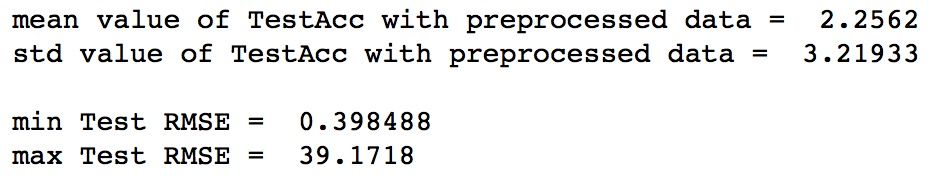 mean value of TestAcc with preprocessed data =  2.2562
std value of TestAcc with preprocessed data =  3.21933
min Test RMSE =  0.398488
max Test RMSE =  39.1718